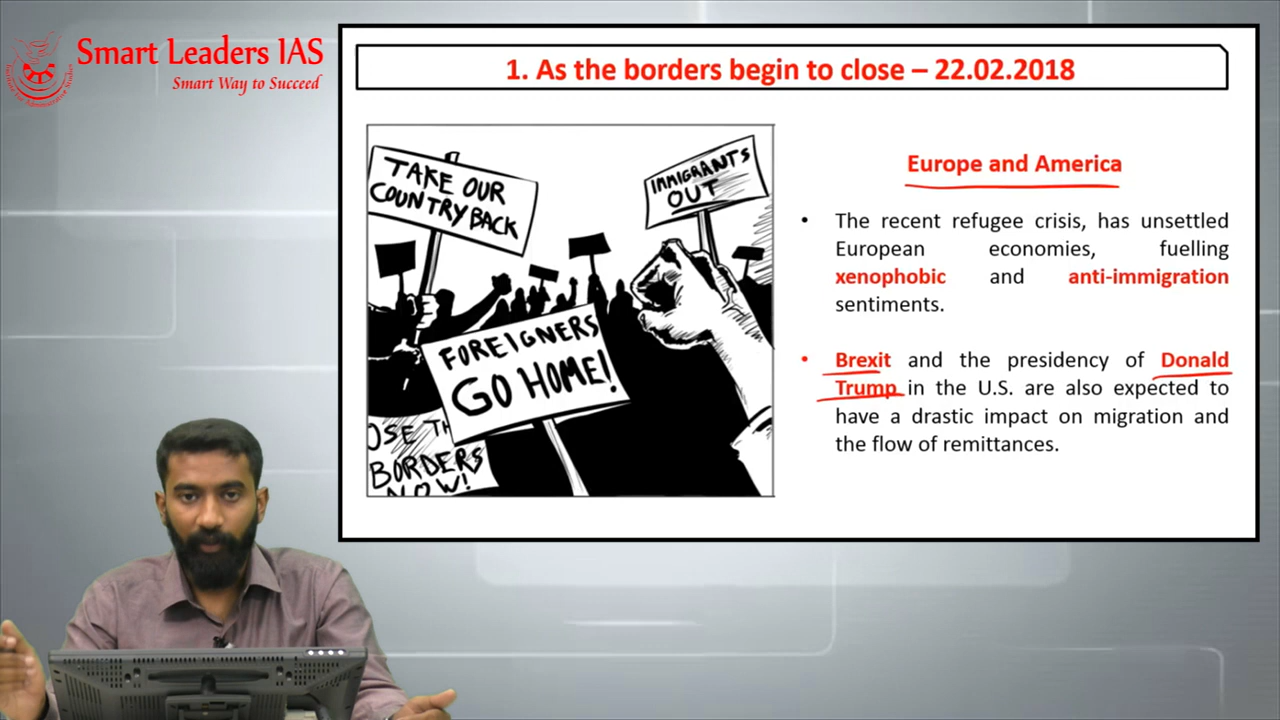 Smart Leaders IAS
Smart Way to Succeed
1. As the borders begin to close – 22.02.2018
TAKE OUR
COUNTRY BACK
IMMIGRANTS
OUT
FOREIGNERS
GO HOME!
OSE TH
BORDERS
NOW!
Europe and America
• The recent refugee crisis, has unsettled
European economies, fuelling
xenophobic and anti-immigration
sentiments.
• Brexit and the presidency of Donald
Trump in the U.S. are also expected to
have a drastic impact on migration and
the flow of remittances.